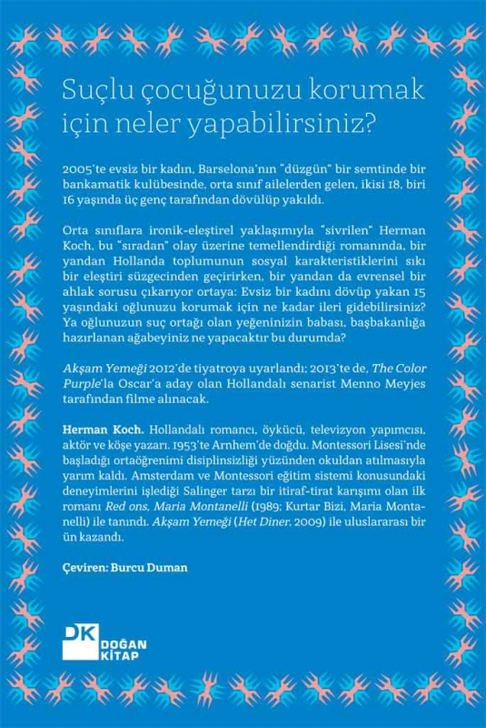 Suçlu çocuğunuzu korumak
için neler yapabilirsiniz?
2005'te evsiz bir kadın, Barselona'nın "düzgün" bir semtinde bir
bankamatik kulübesinde, orta sınıf ailelerden gelen, ikisi 18, biri
16 yaşında üç genç tarafından dövülüp yakıldı.
Orta sınıflara ironik-eleştirel yaklaşımıyla "sivrilen" Herman
Koch, bu "sıradan" olay üzerine temellendirdiği romanında, bir
yandan Hollanda toplumunun sosyal karakteristiklerini sıkı
bir eleştiri süzgecinden geçirirken, bir yandan da evrensel bir
ahlak sorusu çıkarıyor ortaya: Evsiz bir kadını dövüp yakan 15
yaşındaki oğlunuzu korumak için ne kadar ileri gidebilirsiniz?
Ya oğlunuzun suç ortağı olan yeğeninizin babası, başbakanlığa
hazırlanan ağabeyiniz ne yapacaktır bu durumda?
Akşam Yemeği 2012'de tiyatroya uyarlandı; 2013'te de, The Color
Purple'la Oscar'a aday olan Hollandalı senarist Menno Meyjes
tarafından filme alınacak.
Herman Koch. Hollandalı romancı, öykücü, televizyon yapımcısı,
aktör ve köşe yazarı. 1953'te Arnhem'de doğdu. Montessori Lisesi'nde
başladığı ortaöğrenimi disiplinsizliği yüzünden okuldan atılmasıyla
yarım kaldı. Amsterdam ve Montessori eğitim sistemi konusundaki
deneyimlerini işlediği Salinger tarzı bir itiraf-tirat karışımı olan ilk
romanı Red ons, Maria Montanelli (1989; Kurtar Bizi, Maria Monta-
nelli) ile tanındı. Akşam Yemeği (Het Diner, 2009) ile uluslararası bir
ün kazandı.
Çeviren: Burcu Duman
DK
DOĞAN
KİTAP